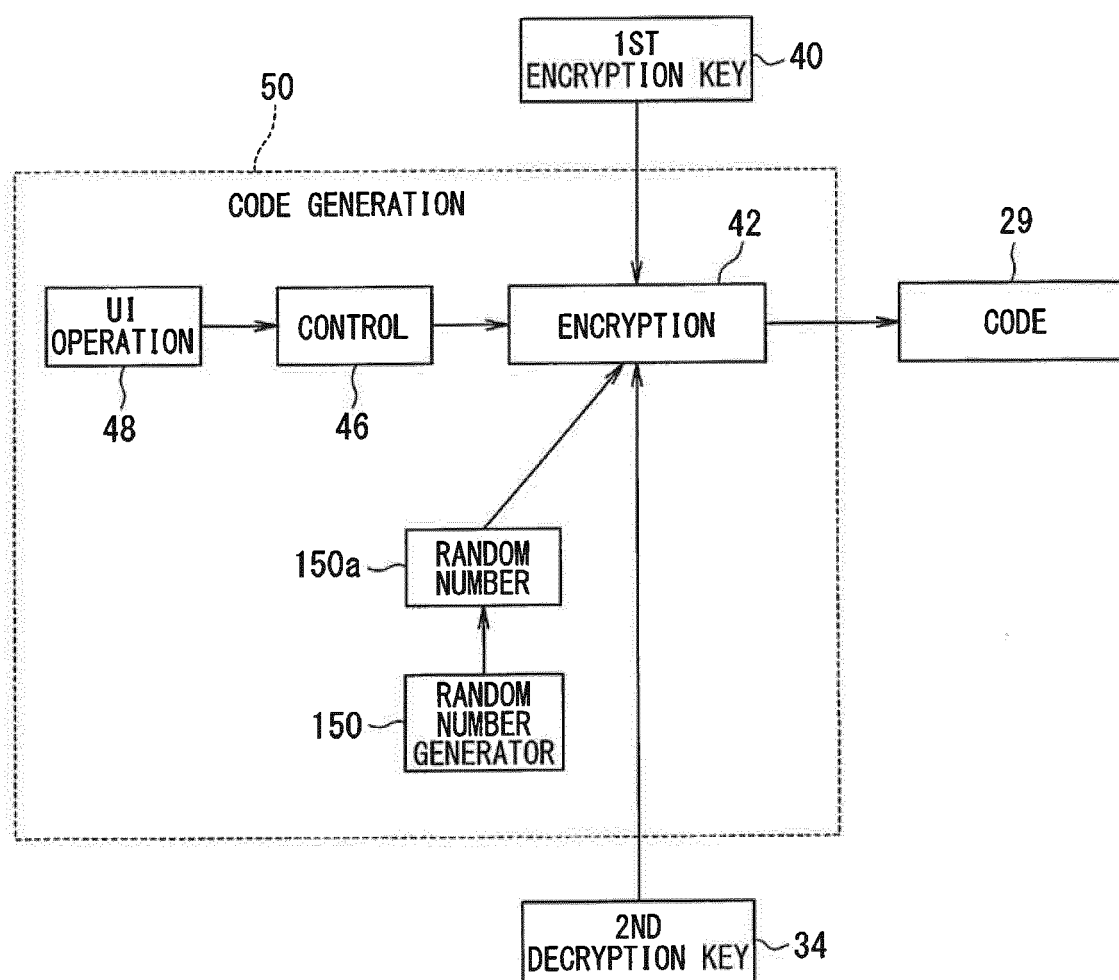 1ST
ENCRYPTION KEY
40
50
CODE GENERATION
42
29
UI
OPERATION
CONTROL
ENCRYPTION
CODE
48
46
150a
RANDOM
NUMBER
150
RANDOM
NUMBER
GENERATOR
2ND
DECRYPTION KEY
34